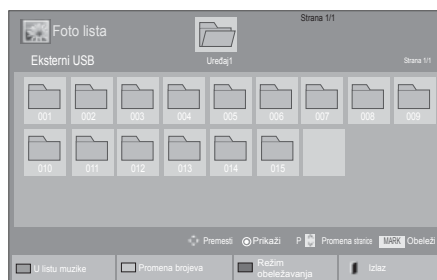 Strana 1/1
Foto lista
Eksterni USB
Uređaj1
Strana 1/1
001 002 003 004 005 006 007 008 009
010 011 012 013 014 015
Premesti Prikaži P Promena stranice MARK Obeleži
U listu muzike Promena brojeva Režim obeležavanja Izlaz